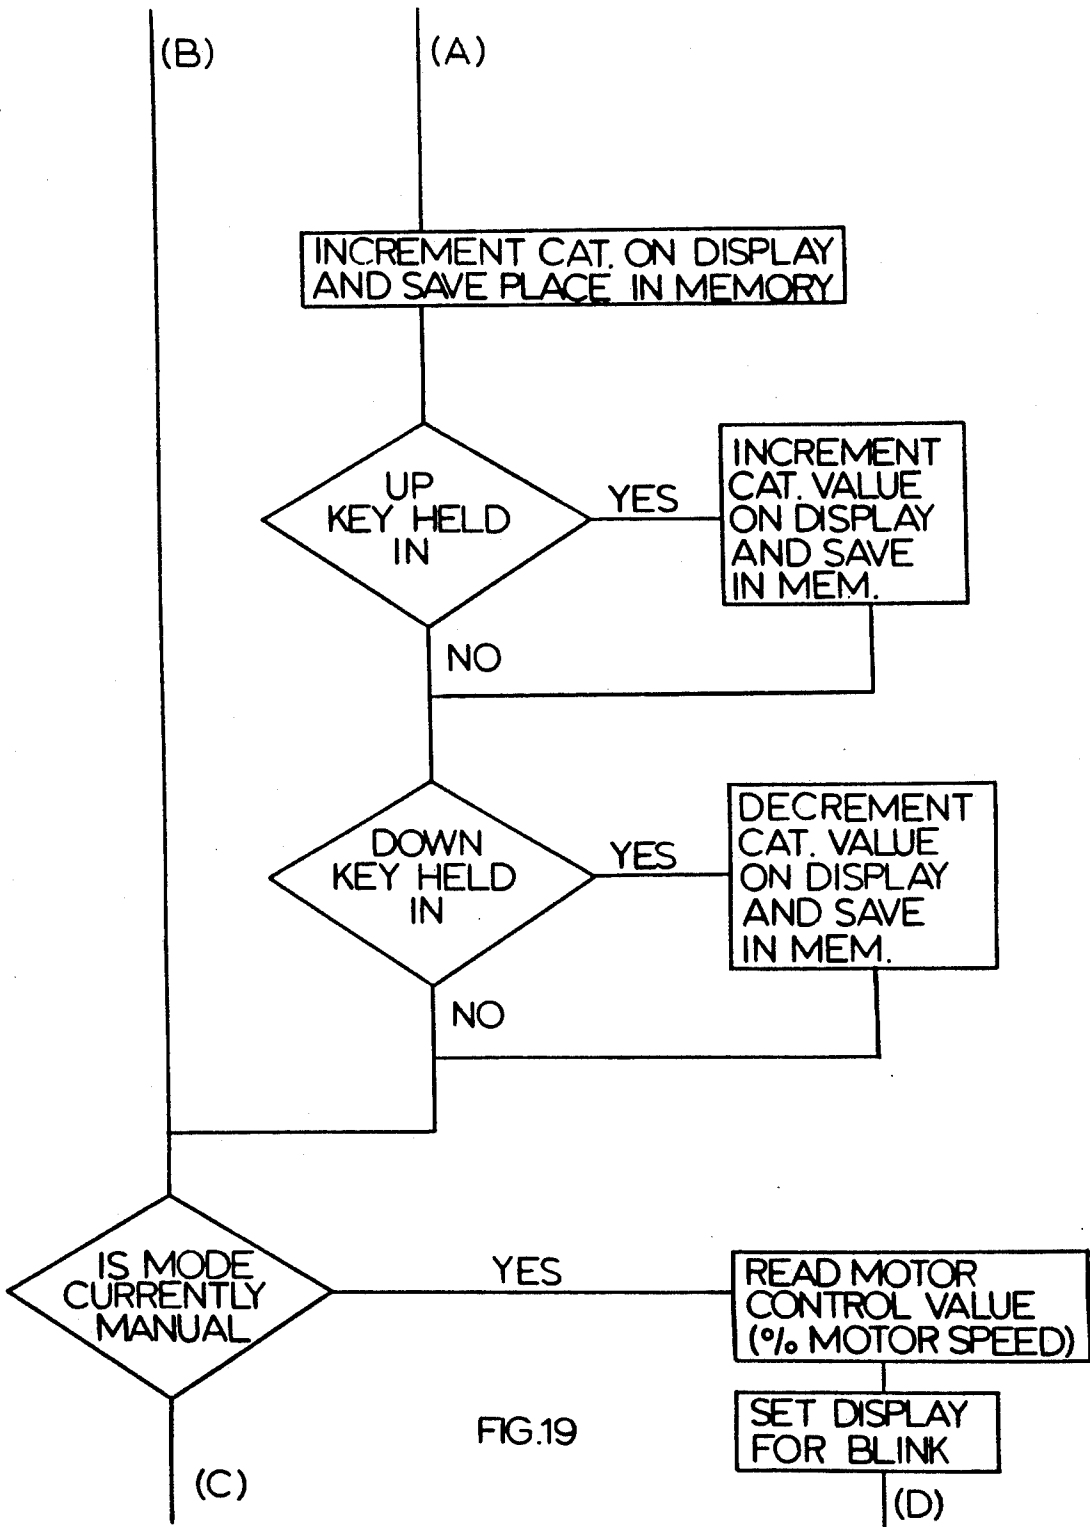 (B)
(A)
INCREMENT CAT. ON DISPLAY
AND SAVE PLACE IN MEMORY
UP
KEY HELD
IN
YES
INCREMENT
CAT. VALUE
ON DISPLAY
AND SAVE
IN MEM.
NO
DOWN
KEY HELD
IN
YES
DECREMENT
CAT. VALUE
ON DISPLAY
AND SAVE
IN MEM.
NO
IS MODE
CURRENTLY
MANUAL
YES
READ MOTOR
CONTROL VALUE
(% MOTOR SPEED)
SET DISPLAY
FOR BLINK
FIG.19
(C)
(D)